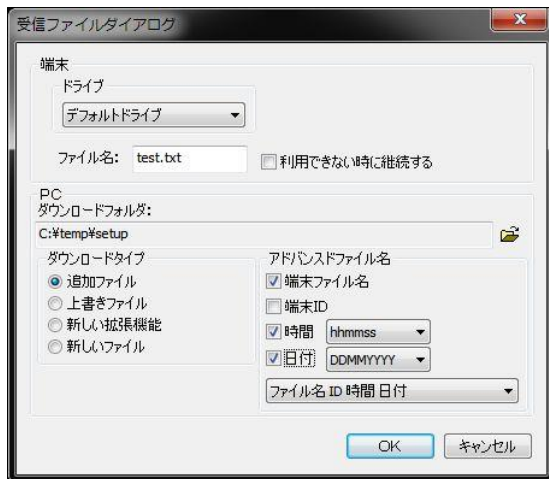 受信ファイルダイアログ
端末
ドライブ
デフォルトドライブ
ファイル名: test.txt 利用できない時に継続する
PC
ダウンロードフォルダ:
C:¥temp¥setup
ダウンロードタイプ
追加ファイル
上書きファイル
新しい拡張機能
新しいファイル
アドバンスドファイル名
端末ファイル名
端末ID
時間 hhmmss
日付 DDMMYYYY
ファイル名 ID 時間 日付
OK キャンセル